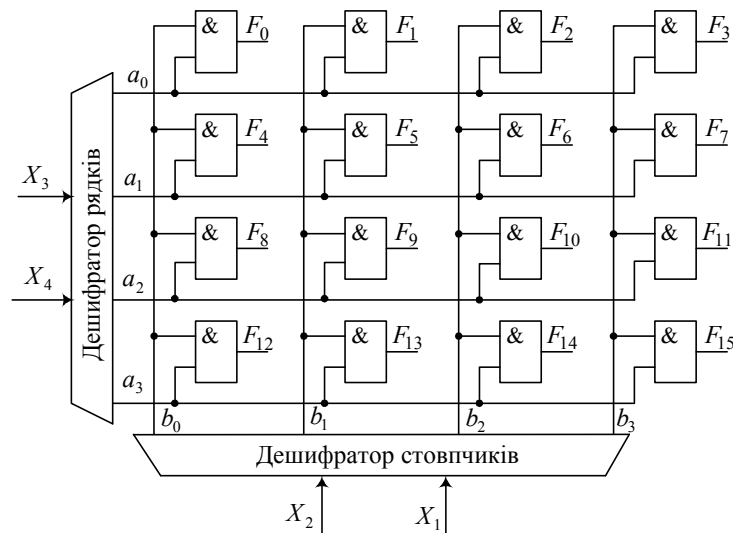 & F0 & F1 & F2 & F3
a0
& F4 & F5 & F6 & F7
X3
a1
& F8 & F9 & F10 & F11
X4
a2
Дешифратор рядків
& F12 & F13 & F14 & F15
a3
b0 b1 b2 b3
Дешифратор стовпчиків
X2 X1